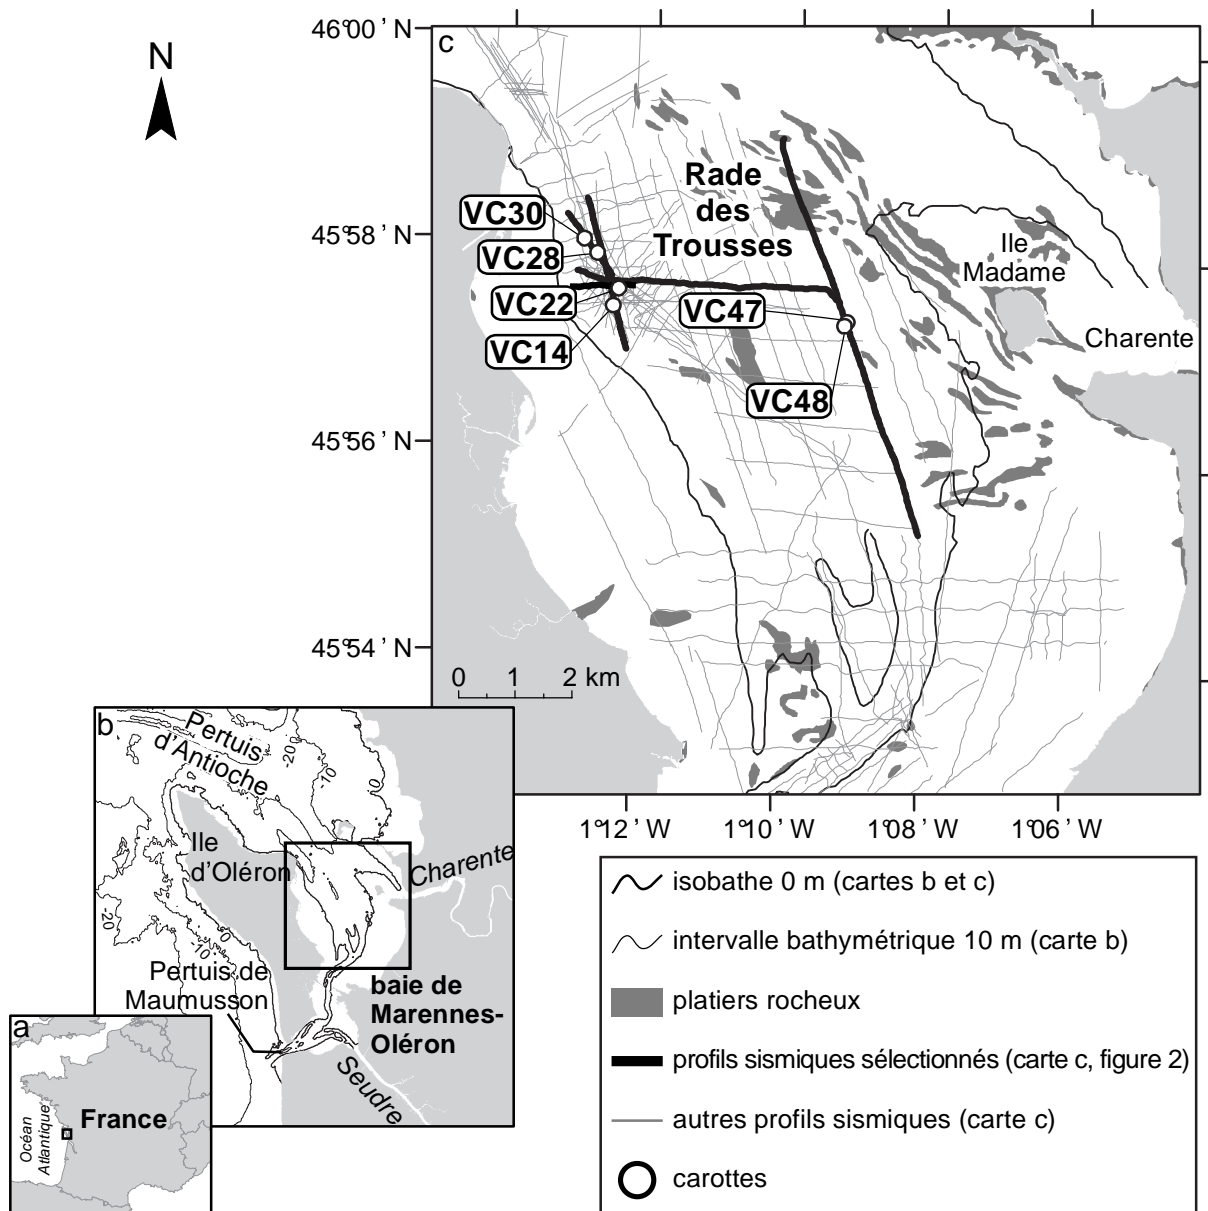 N
c
46°00' N
45°58' N
45°56' N
45°54' N
Rade
des
Trousses
VC30
VC28
VC22
VC14
VC47
VC48
Ile
Madame
Charente
0 1 2 km
1°12' W
1°10' W
1°08' W
1°06' W
b
Pertuis
d'Antioche
-20
-10
0
Ile
d'Oléron
Charente
-20
-10
0
Pertuis de
Maumusson
baie de
Marennes-
Oléron
Seudre
a
France
Océan
Atlantique
isobathe 0 m (cartes b et c)
intervalle bathymétrique 10 m (carte b)
platiers rocheux
profils sismiques sélectionnés (carte c, figure 2)
autres profils sismiques (carte c)
carottes